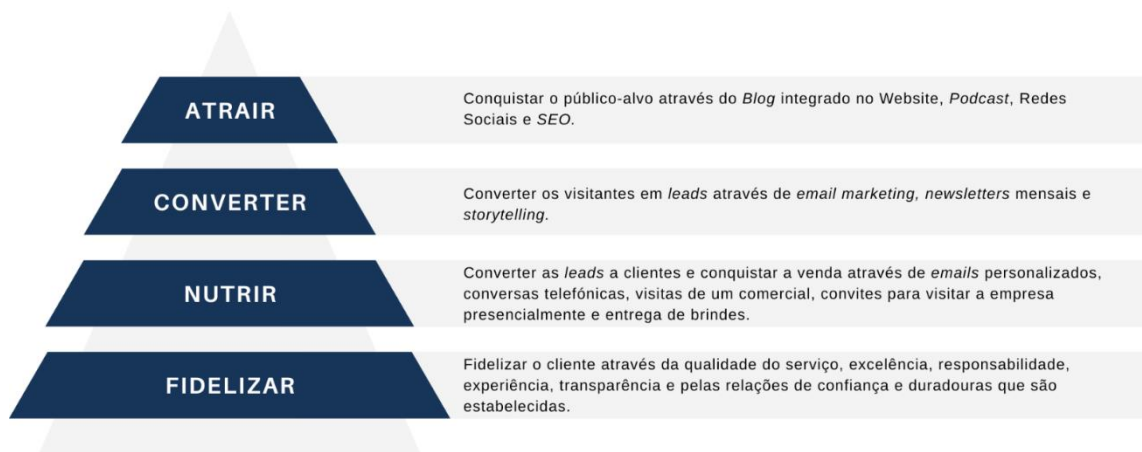 ATRAIR
Conquistar o público-alvo através do Blog integrado no Website, Podcast, Redes
Sociais e SEO.
CONVERTER
Converter os visitantes em leads através de email marketing, newsletters mensais e
storytelling.
NUTRIR
Converter as leads a clientes e conquistar a venda através de emails personalizados,
conversas telefónicas, visitas de um comercial, convites para visitar a empresa
presencialmente e entrega de brindes.
FIDELIZAR
Fidelizar o cliente através da qualidade do serviço, excelência, responsabilidade,
experiência, transparência e pelas relações de confiança e duradouras que são
estabelecidas.